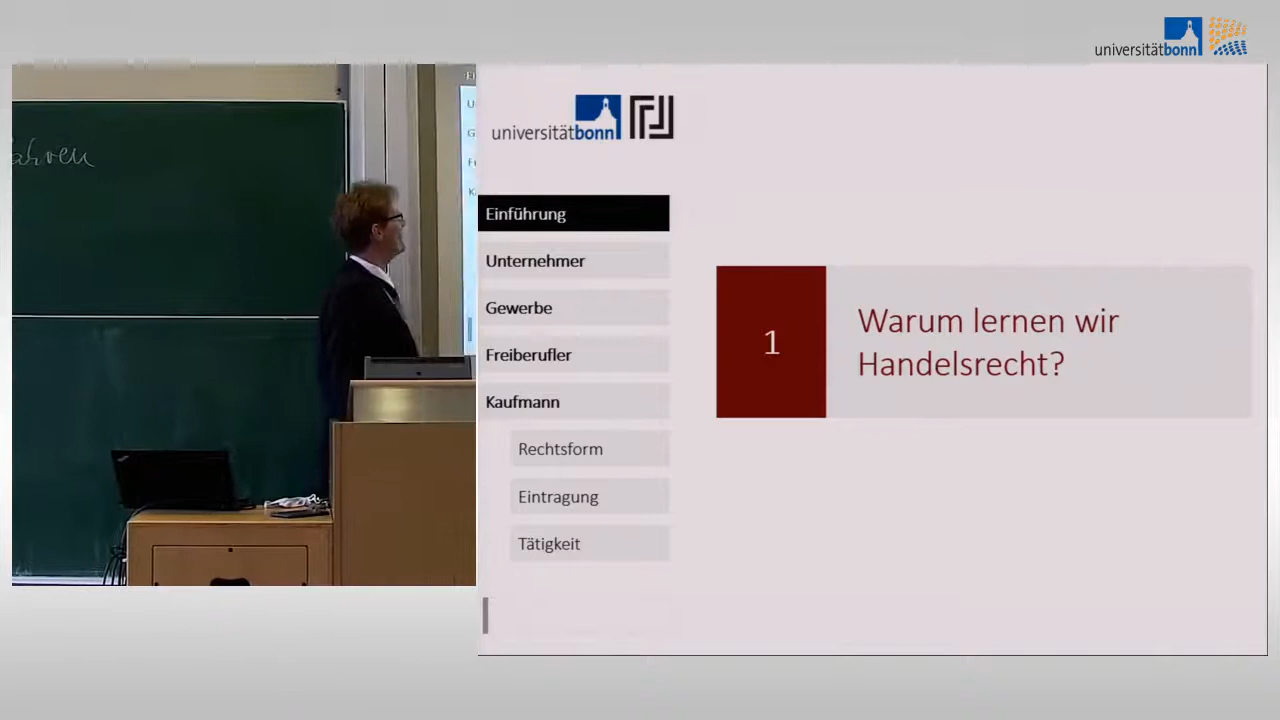 universitätbonn
universitätbonn
Einführung
Unternehmer
Gewerbe
Freiberufler
Kaufmann
Rechtsform
Eintragung
Tätigkeit
1
Warum lernen wir
Handelsrecht?